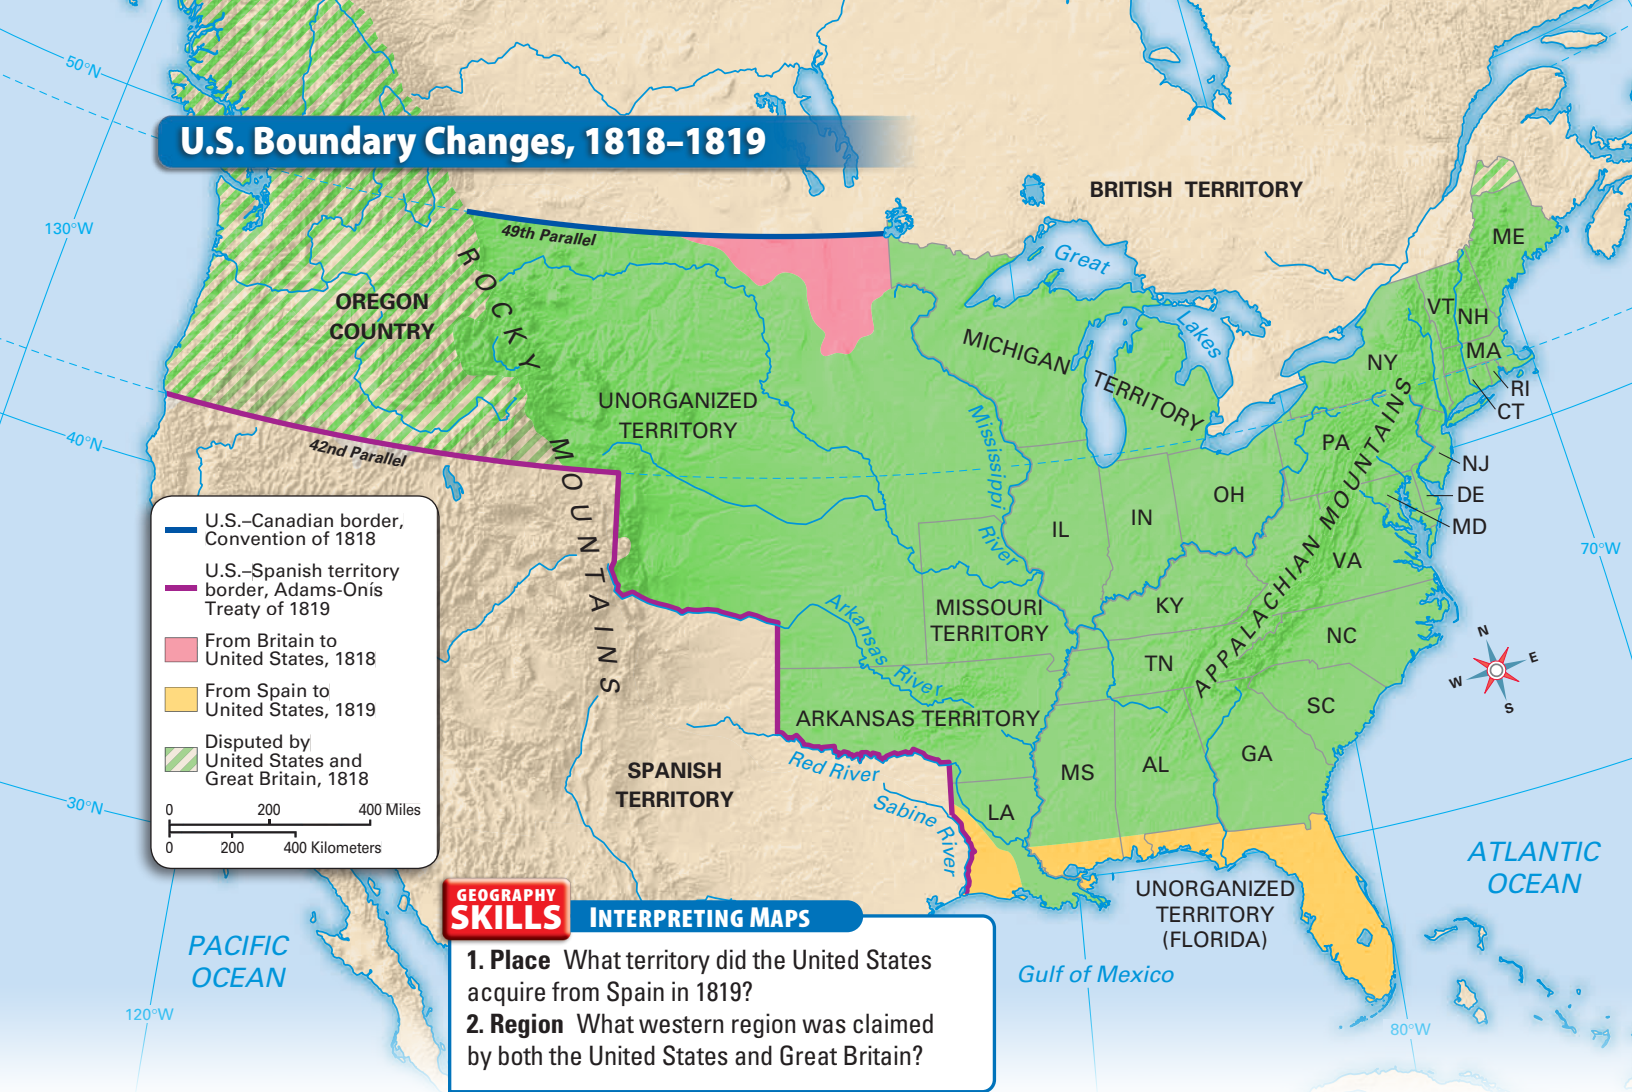 U.S. Boundary Changes, 1818–1819
50°N
130°W
40°N
30°N
120°W
80°W
70°W
BRITISH TERRITORY
49th Parallel
42nd Parallel
OREGON
COUNTRY
ROCKY MOUNTAINS
UNORGANIZED
TERRITORY
Great Lakes
MICHIGAN TERRITORY
Mississippi River
ME
VT
NH
MA
NY
RI
CT
PA
NJ
DE
MD
OH
IN
IL
VA
KY
NC
TN
SC
GA
AL
MS
LA
APPALACHIAN MOUNTAINS
MISSOURI
TERRITORY
Arkansas River
ARKANSAS TERRITORY
Red River
Sabine River
SPANISH
TERRITORY
UNORGANIZED
TERRITORY
(FLORIDA)
Gulf of Mexico
ATLANTIC
OCEAN
PACIFIC
OCEAN
N
E
S
W
U.S.–Canadian border,
Convention of 1818
U.S.–Spanish territory
border, Adams-Onís
Treaty of 1819
From Britain to
United States, 1818
From Spain to
United States, 1819
Disputed by
United States and
Great Britain, 1818
0 200 400 Miles
0 200 400 Kilometers
GEOGRAPHY
SKILLS
INTERPRETING MAPS
1. Place What territory did the United States
acquire from Spain in 1819?
2. Region What western region was claimed
by both the United States and Great Britain?